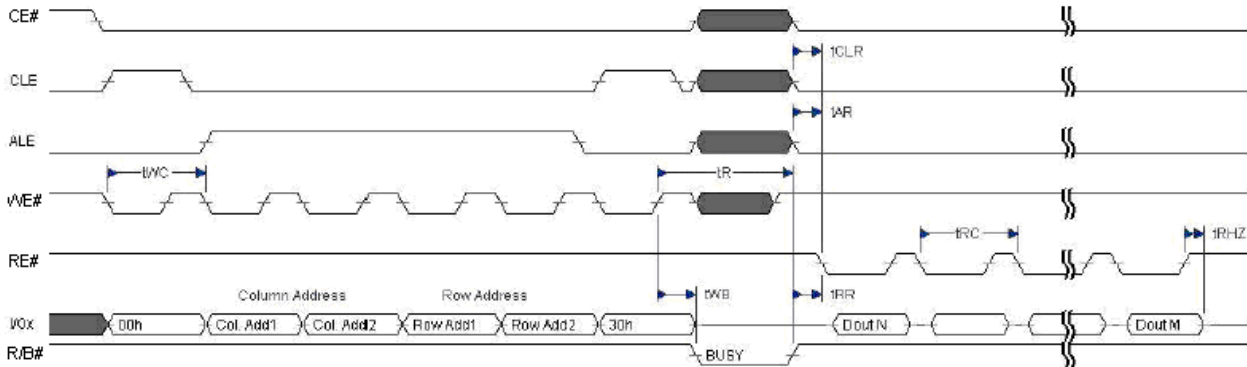 CE#
tCLR
CLE
tAR
ALE
tWC
tR
WE#
tRC
tRHZ
RE#
Column Address
Row Address
tWB
tRR
I/Ox
00h
Col. Add1
Col. Add2
Row Add1
Row Add2
30h
Dout N
Dout M
R/B#
BUSY